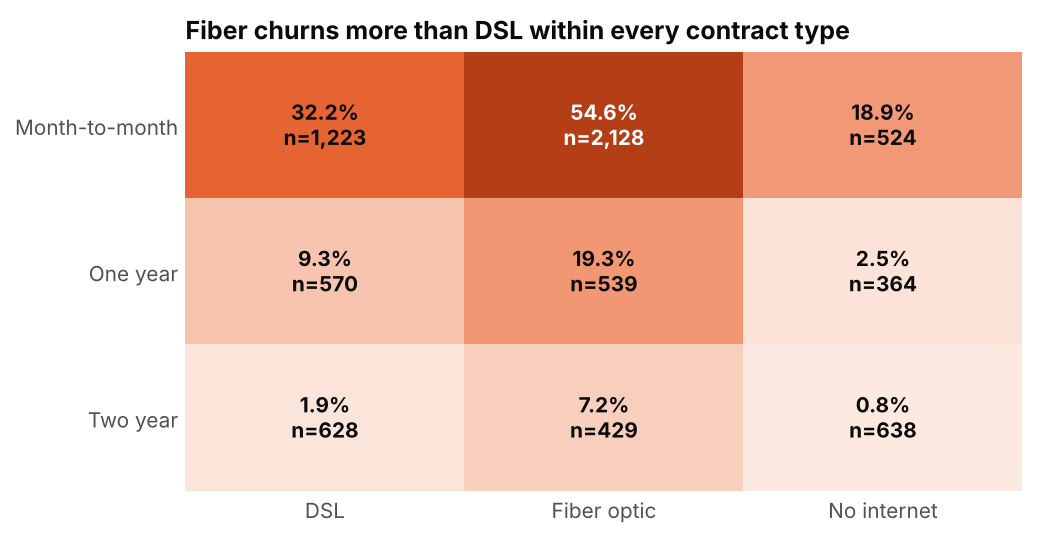 Fiber churns more than DSL within every contract type
Month-to-month
32.2%
n=1,223
54.6%
n=2,128
18.9%
n=524
One year
9.3%
n=570
19.3%
n=539
2.5%
n=364
Two year
1.9%
n=628
7.2%
n=429
0.8%
n=638
DSL
Fiber optic
No internet